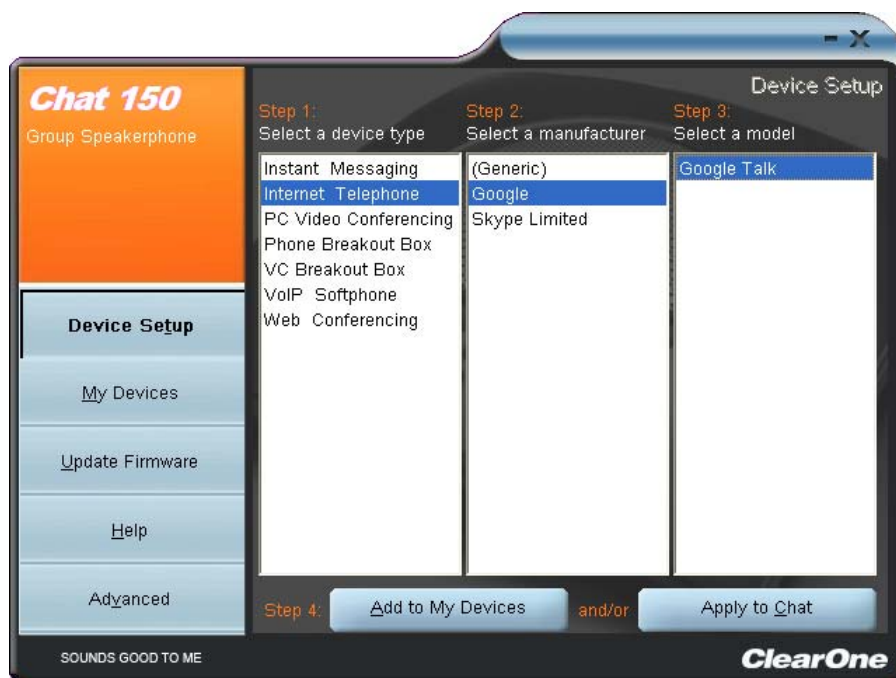 Chat 150
Group Speakerphone
Device Setup
Step 1:
Select a device type
Step 2:
Select a manufacturer
Step 3:
Select a model
Instant Messaging
Internet Telephone
PC Video Conferencing
Phone Breakout Box
VC Breakout Box
VoIP Softphone
Web Conferencing
(Generic)
Google
Skype Limited
Google Talk
Device Setup
My Devices
Update Firmware
Help
Advanced
Step 4:
Add to My Devices
and/or
Apply to Chat
SOUNDS GOOD TO ME
ClearOne